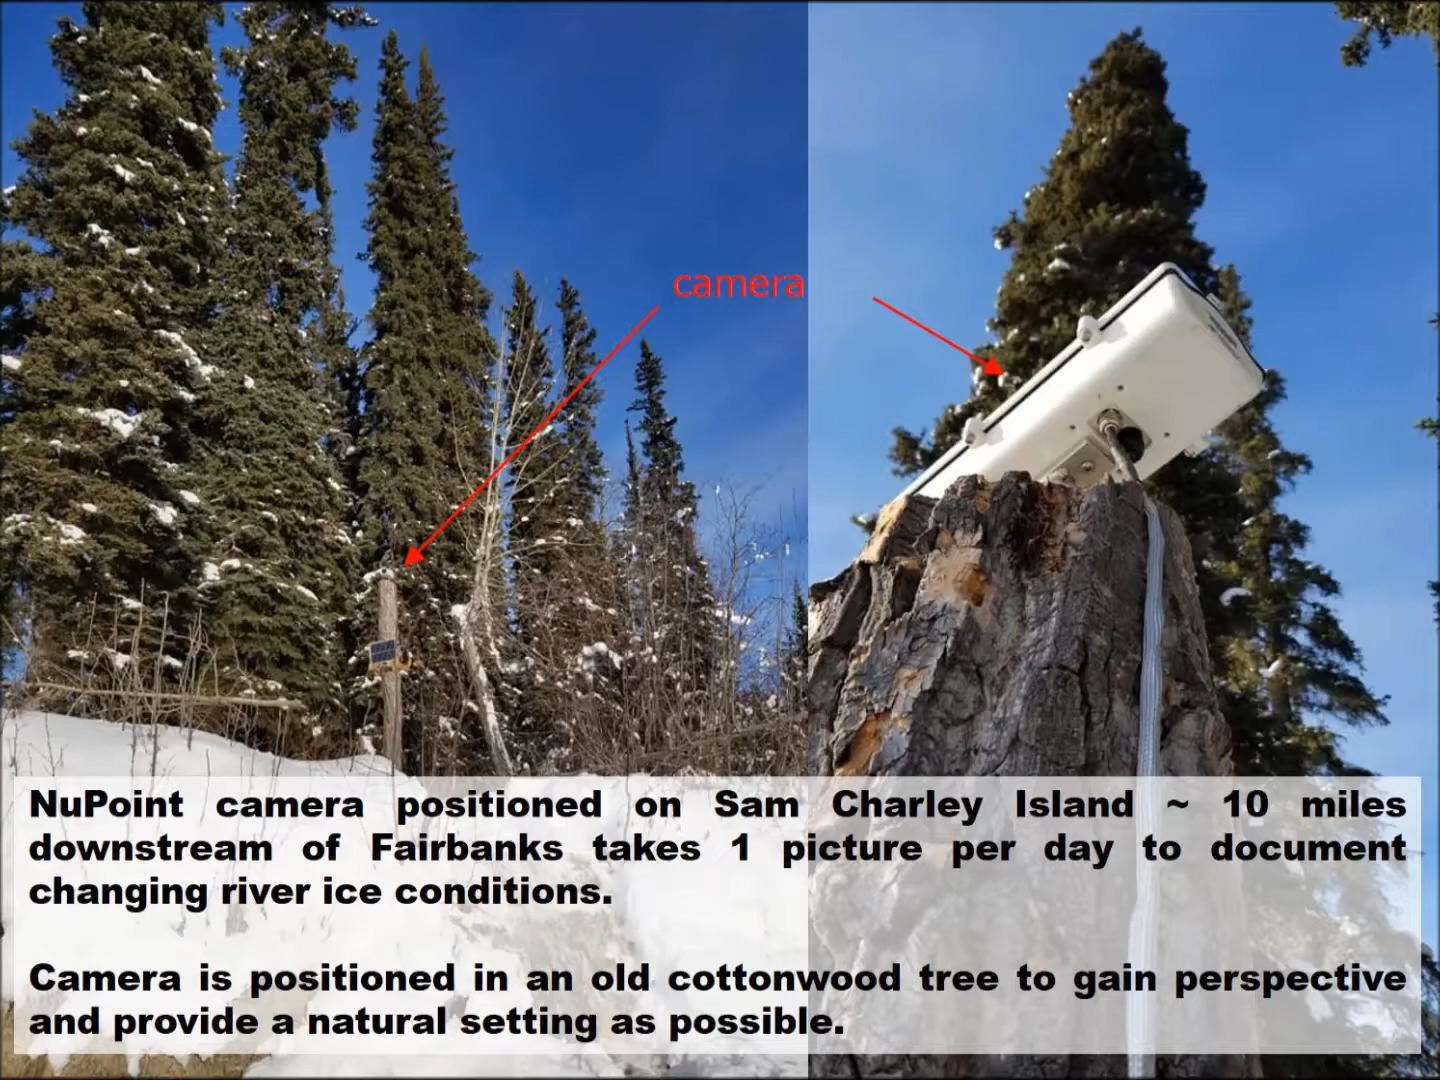 camera
NuPoint camera positioned on Sam Charley Island ~ 10 miles
downstream of Fairbanks takes 1 picture per day to document
changing river ice conditions.
Camera is positioned in an old cottonwood tree to gain perspective
and provide a natural setting as possible.